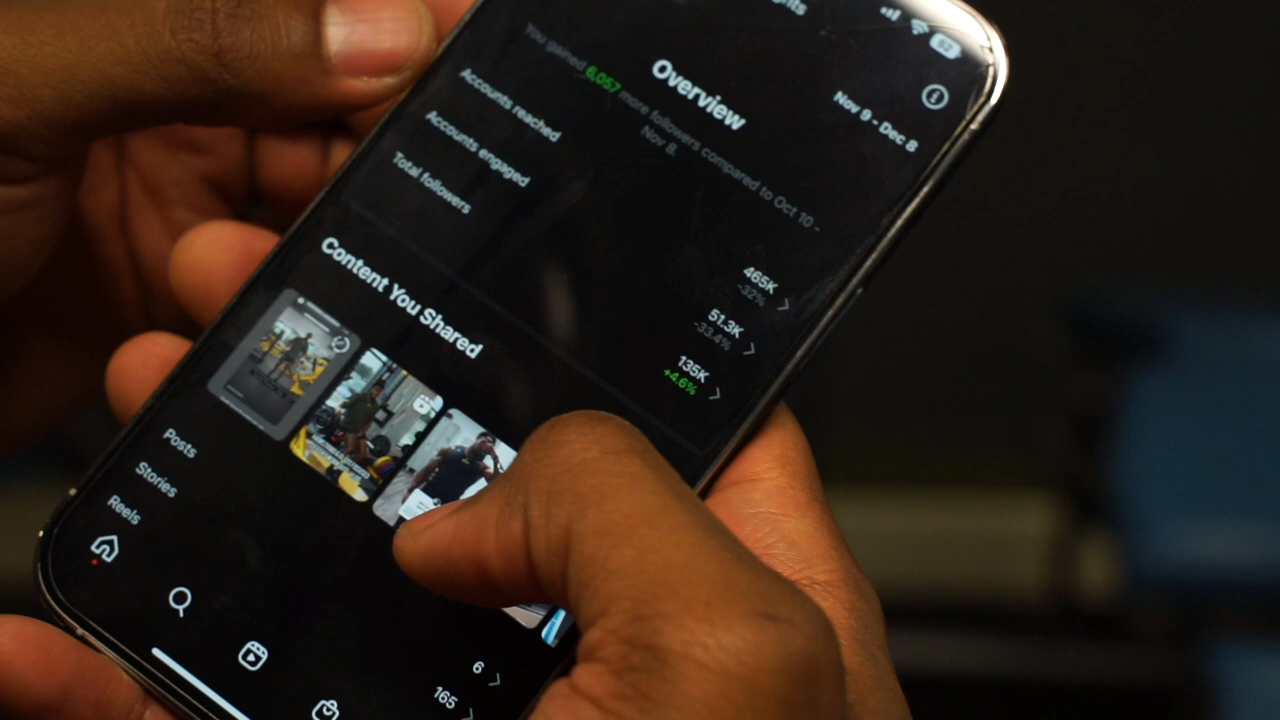 52
Nov 9 - Dec 8
Overview
You gained 6,057 more followers compared to Oct 10 -
Nov 8.
Accounts reached
465K
-32%
Accounts engaged
51.3K
-33.4%
Total followers
135K
+4.6%
Content You Shared
Posts
6
Stories
165
Reels